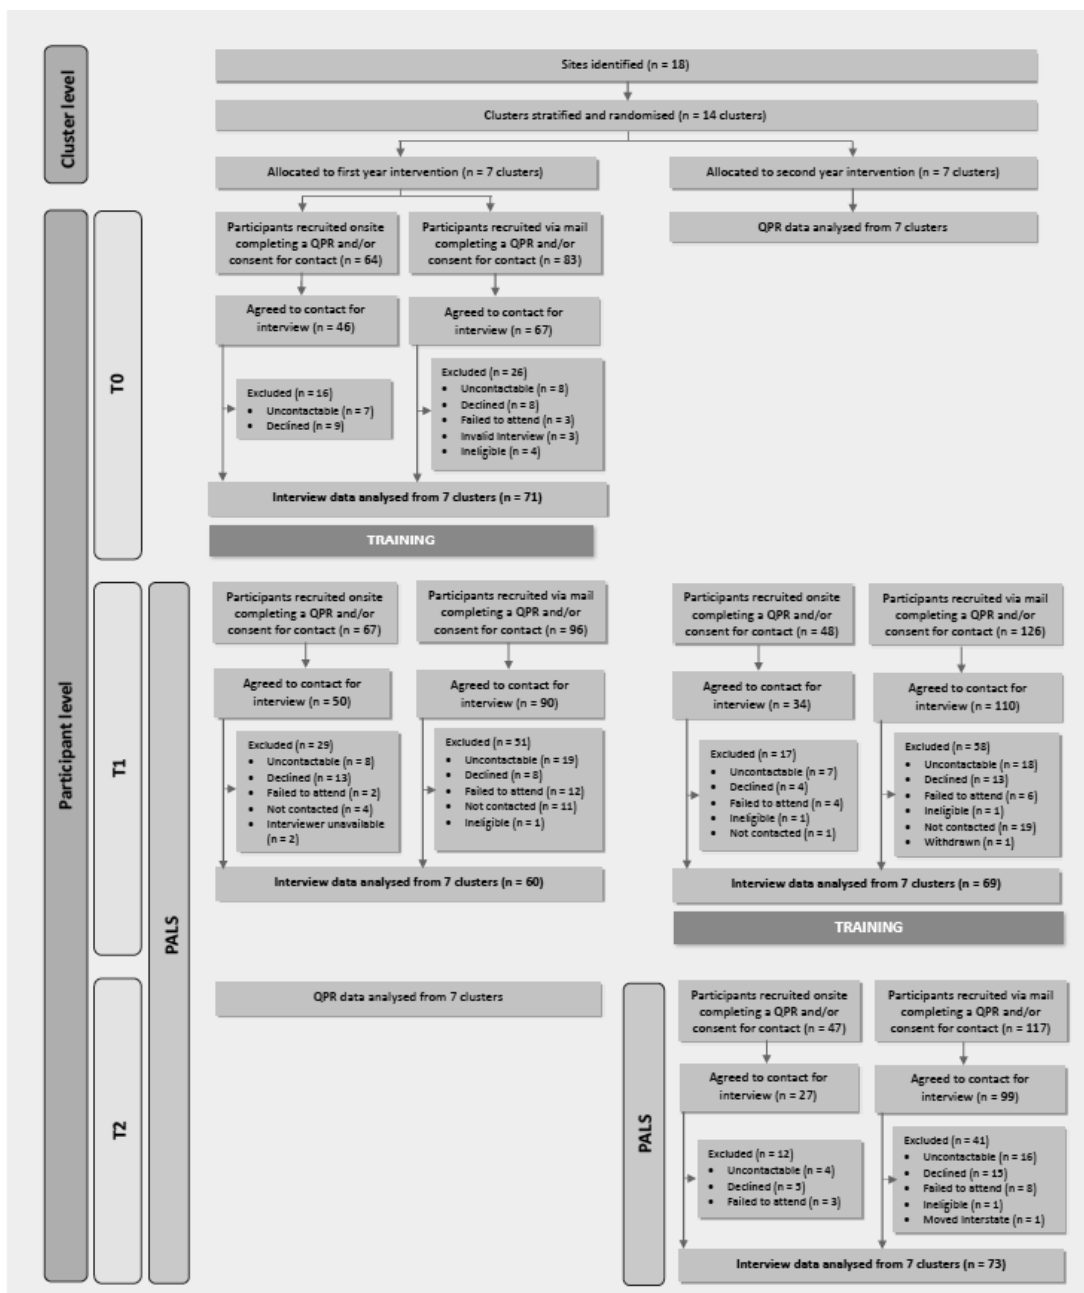 Cluster level
Sites identified (n = 18)
Clusters stratified and randomised (n = 14 clusters)
Allocated to first year intervention (n = 7 clusters)
Allocated to second year intervention (n = 7 clusters)
Participant level
T0
Participants recruited onsite
completing a QPR and/or
consent for contact (n = 64)
Participants recruited via mail
completing a QPR and/or
consent for contact (n = 83)
QPR data analysed from 7 clusters
Agreed to contact for
interview (n = 46)
Agreed to contact for
interview (n = 67)
Excluded (n = 16)
• Uncontactable (n = 7)
• Declined (n = 9)
Excluded (n = 26)
• Uncontactable (n = 8)
• Declined (n = 8)
• Failed to attend (n = 3)
• Invalid Interview (n = 3)
• Ineligible (n = 4)
Interview data analysed from 7 clusters (n = 71)
TRAINING
T1
PALS
Participants recruited onsite
completing a QPR and/or
consent for contact (n = 67)
Participants recruited via mail
completing a QPR and/or
consent for contact (n = 96)
Participants recruited onsite
completing a QPR and/or
consent for contact (n = 48)
Participants recruited via mail
completing a QPR and/or
consent for contact (n = 126)
Agreed to contact for
interview (n = 50)
Agreed to contact for
interview (n = 90)
Agreed to contact for
interview (n = 34)
Agreed to contact for
interview (n = 110)
Excluded (n = 29)
• Uncontactable (n = 8)
• Declined (n = 13)
• Failed to attend (n = 2)
• Not contacted (n = 4)
• Interviewer unavailable
(n = 2)
Excluded (n = 51)
• Uncontactable (n = 19)
• Declined (n = 8)
• Failed to attend (n = 12)
• Not contacted (n = 11)
• Ineligible (n = 1)
Excluded (n = 17)
• Uncontactable (n = 7)
• Declined (n = 4)
• Failed to attend (n = 4)
• Ineligible (n = 1)
• Not contacted (n = 1)
Excluded (n = 58)
• Uncontactable (n = 18)
• Declined (n = 13)
• Failed to attend (n = 6)
• Ineligible (n = 1)
• Not contacted (n = 19)
• Withdrawn (n = 1)
Interview data analysed from 7 clusters (n = 60)
Interview data analysed from 7 clusters (n = 69)
TRAINING
T2
QPR data analysed from 7 clusters
PALS
Participants recruited onsite
completing a QPR and/or
consent for contact (n = 47)
Participants recruited via mail
completing a QPR and/or
consent for contact (n = 117)
Agreed to contact for
interview (n = 27)
Agreed to contact for
interview (n = 99)
Excluded (n = 12)
• Uncontactable (n = 4)
• Declined (n = 5)
• Failed to attend (n = 3)
Excluded (n = 41)
• Uncontactable (n = 16)
• Declined (n = 15)
• Failed to attend (n = 8)
• Ineligible (n = 1)
• Moved Interstate (n = 1)
Interview data analysed from 7 clusters (n = 73)